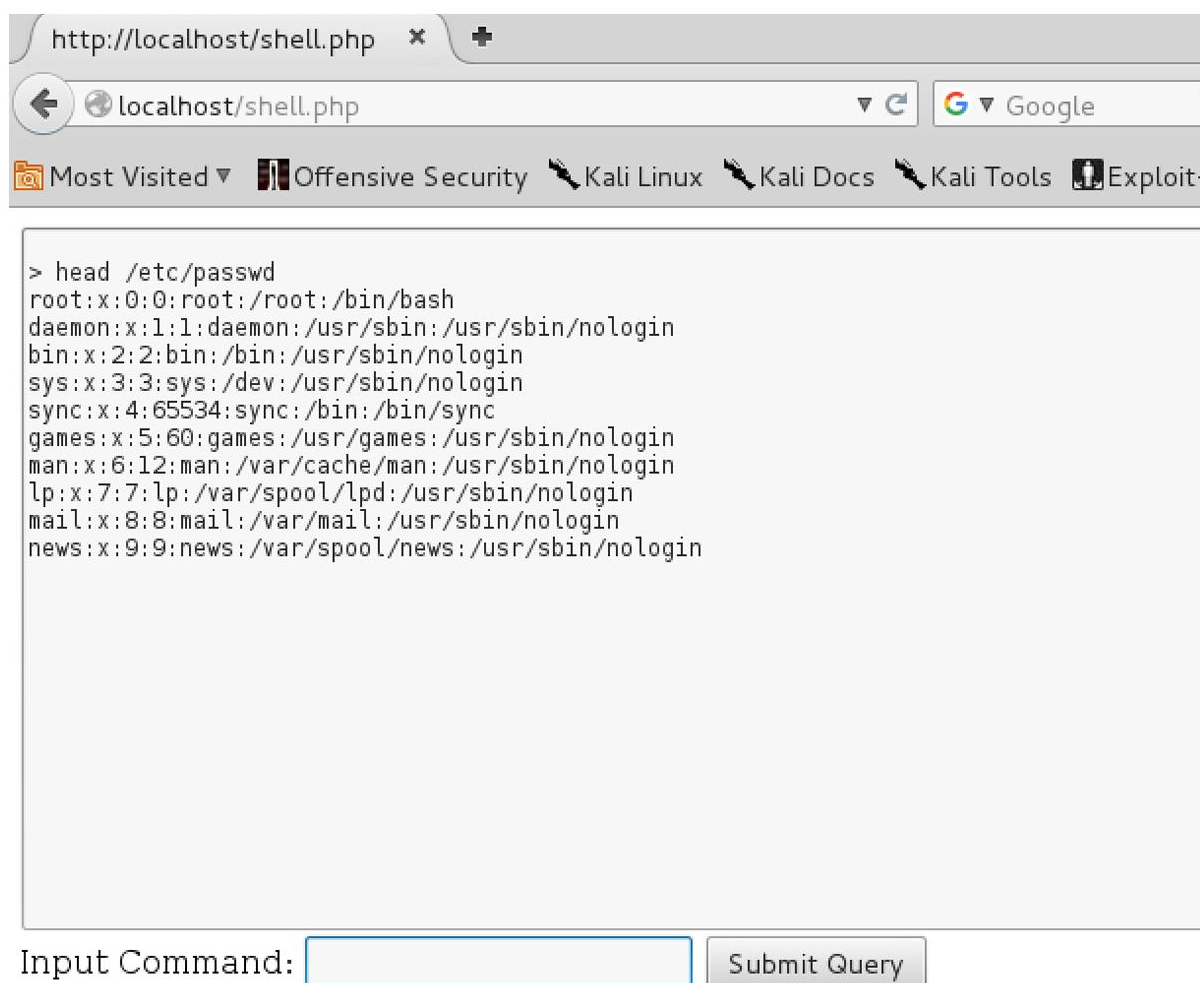 http://localhost/shell.php
localhost/shell.php
Google
Most Visited Offensive Security Kali Linux Kali Docs Kali Tools Exploit-
> head /etc/passwd
root:x:0:0:root:/root:/bin/bash
daemon:x:1:1:daemon:/usr/sbin:/usr/sbin/nologin
bin:x:2:2:bin:/bin:/usr/sbin/nologin
sys:x:3:3:sys:/dev:/usr/sbin/nologin
sync:x:4:65534:sync:/bin:/bin/sync
games:x:5:60:games:/usr/games:/usr/sbin/nologin
man:x:6:12:man:/var/cache/man:/usr/sbin/nologin
lp:x:7:7:lp:/var/spool/lpd:/usr/sbin/nologin
mail:x:8:8:mail:/var/mail:/usr/sbin/nologin
news:x:9:9:news:/var/spool/news:/usr/sbin/nologin
Input Command: Submit Query